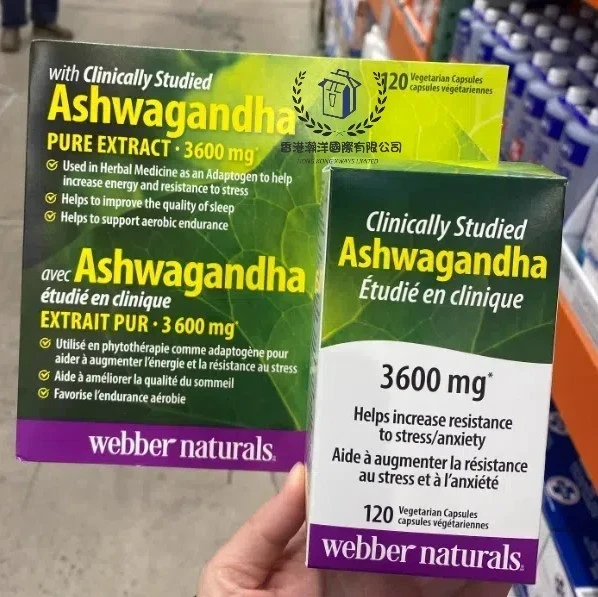 with Clinically Studied
Ashwagandha
PURE EXTRACT · 3600 mg*
Used in Herbal Medicine as an Adaptogen to help
increase energy and resistance to stress
Helps to improve the quality of sleep
Helps to support aerobic endurance
120 Vegetarian Capsules
capsules végétariennes
香港瀚洋國際有限公司
HONG KONG KWAYS LIMITED
avec Ashwagandha
étudié en clinique
EXTRAIT PUR · 3 600 mg*
Utilisé en phytothérapie comme adaptogène pour
aider à augmenter l'énergie et la résistance au stress
Aide à améliorer la qualité du sommeil
Favorise l'endurance aérobie
webber naturals
Clinically Studied
Ashwagandha
Étudié en clinique
3600 mg*
Helps increase resistance
to stress/anxiety
Aide à augmenter la résistance
au stress et à l'anxiété
120 Vegetarian Capsules
capsules végétariennes
webber naturals